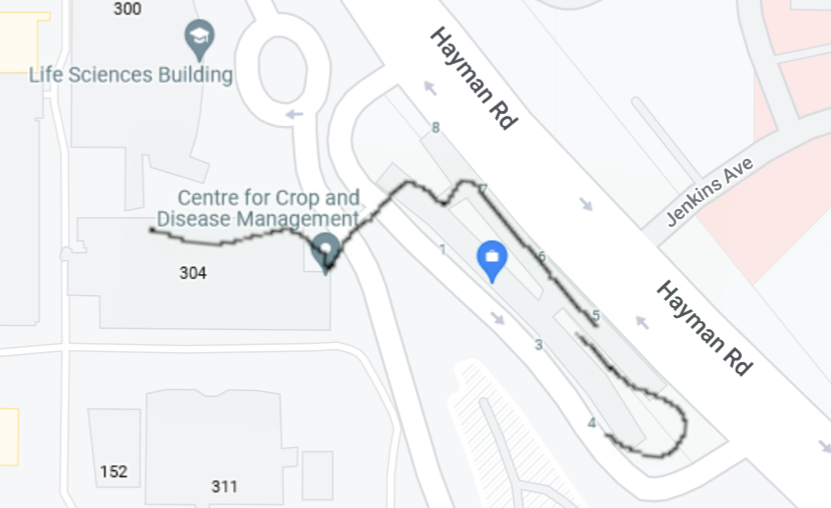 300
Life Sciences Building
Hayman Rd
8
Jenkins Ave
7
Centre for Crop and
Disease Management
1
6
304
5
Hayman Rd
3
4
152
311